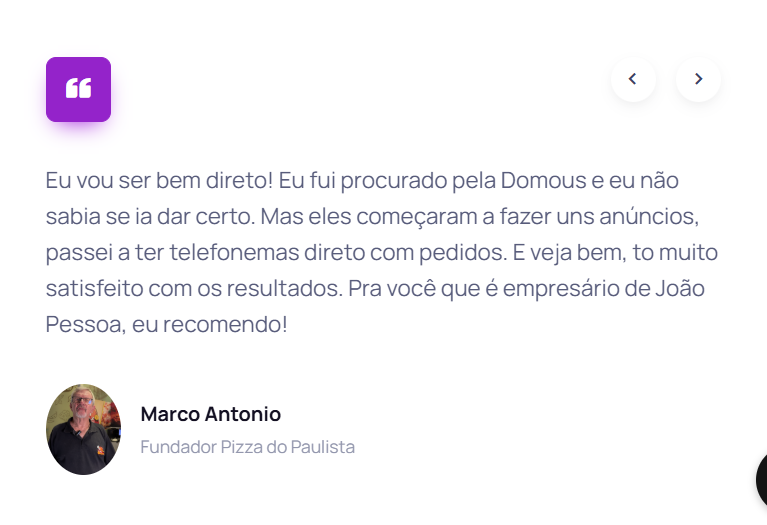 Eu vou ser bem direto! Eu fui procurado pela Domous e eu não
sabia se ia dar certo. Mas eles começaram a fazer uns anúncios,
passei a ter telefonemas direto com pedidos. E veja bem, to muito
satisfeito com os resultados. Pra você que é empresário de João
Pessoa, eu recomendo!
Marco Antonio
Fundador Pizza do Paulista